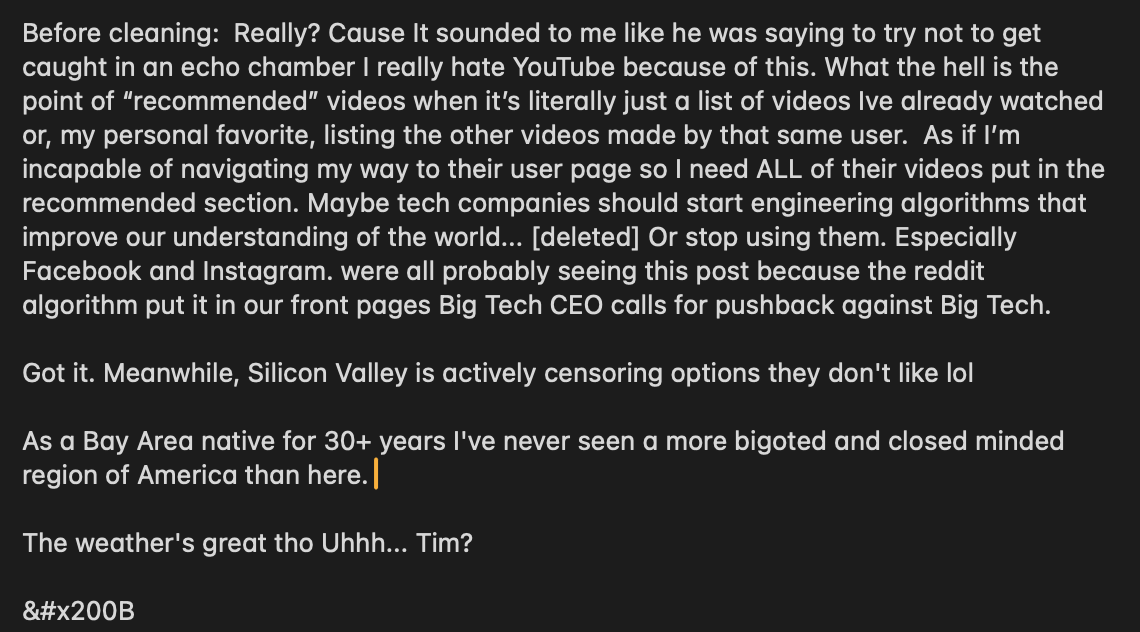 Before cleaning:  Really? Cause It sounded to me like he was saying to try not to get
caught in an echo chamber I really hate YouTube because of this. What the hell is the
point of “recommended” videos when it’s literally just a list of videos Ive already watched
or, my personal favorite, listing the other videos made by that same user.  As if I’m
incapable of navigating my way to their user page so I need ALL of their videos put in the
recommended section. Maybe tech companies should start engineering algorithms that
improve our understanding of the world... [deleted] Or stop using them. Especially
Facebook and Instagram. were all probably seeing this post because the reddit
algorithm put it in our front pages Big Tech CEO calls for pushback against Big Tech.
Got it. Meanwhile, Silicon Valley is actively censoring options they don't like lol
As a Bay Area native for 30+ years I've never seen a more bigoted and closed minded
region of America than here.
The weather's great tho Uhhh... Tim?
&#x200B